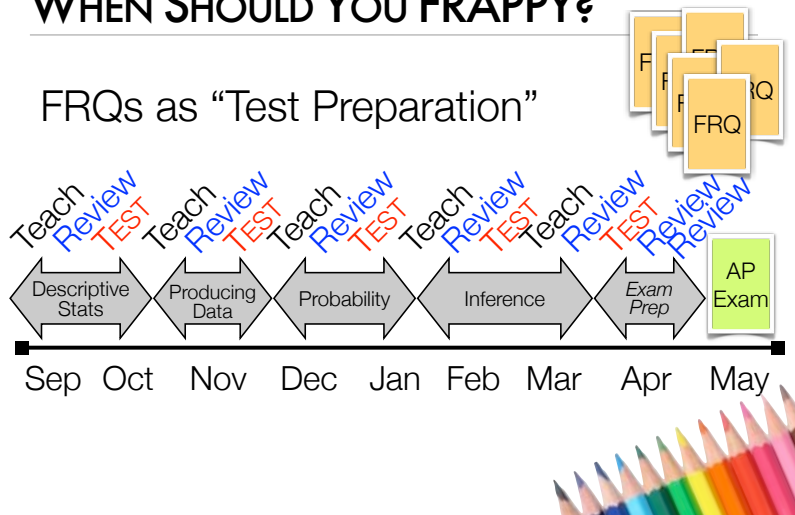 WHEN SHOULD YOU FRAPPY?
FRQs as “Test Preparation”
FRQ
Teach Review TEST Teach Review TEST Teach Review TEST Teach Review TEST Teach Review TEST Review Review
Descriptive
Stats
Producing
Data
Probability
Inference
Exam
Prep
AP
Exam
Sep Oct Nov Dec Jan Feb Mar Apr May